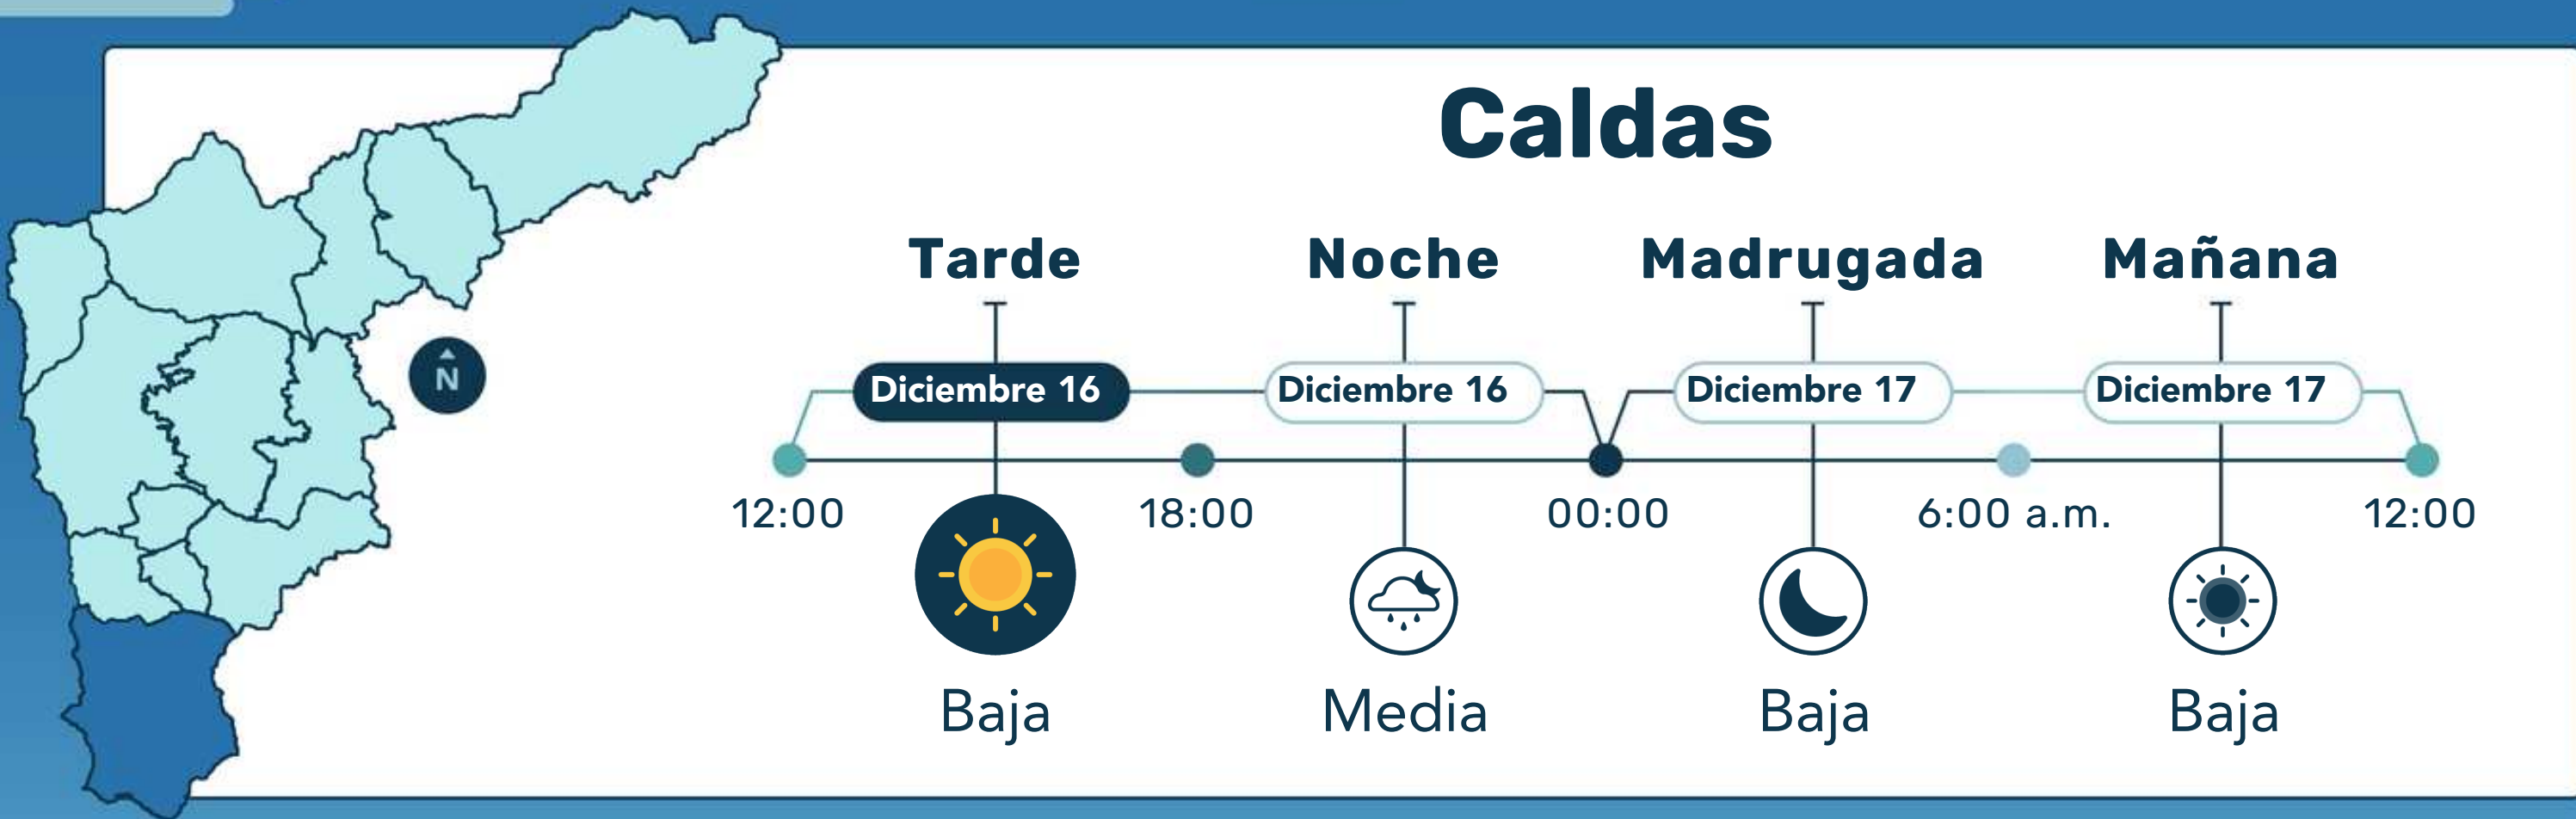 Caldas
Tarde Noche Madrugada Mañana
Diciembre 16 Diciembre 16 Diciembre 17 Diciembre 17
N
12:00 18:00 00:00 6:00 a.m. 12:00
Baja Media Baja Baja